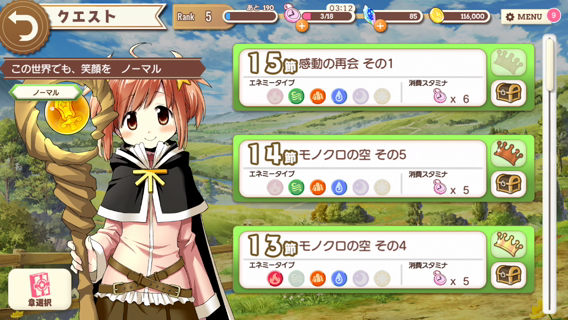 クエスト
Rank 5
あと 190
3/18
03:12
85
116,000
MENU 9
この世界でも、笑顔を ノーマル
ノーマル
15節 感動の再会 その1
エネミータイプ
消費スタミナ
x 6
14節 モノクロの空 その5
エネミータイプ
消費スタミナ
x 5
13節 モノクロの空 その4
エネミータイプ
消費スタミナ
x 5
章選択